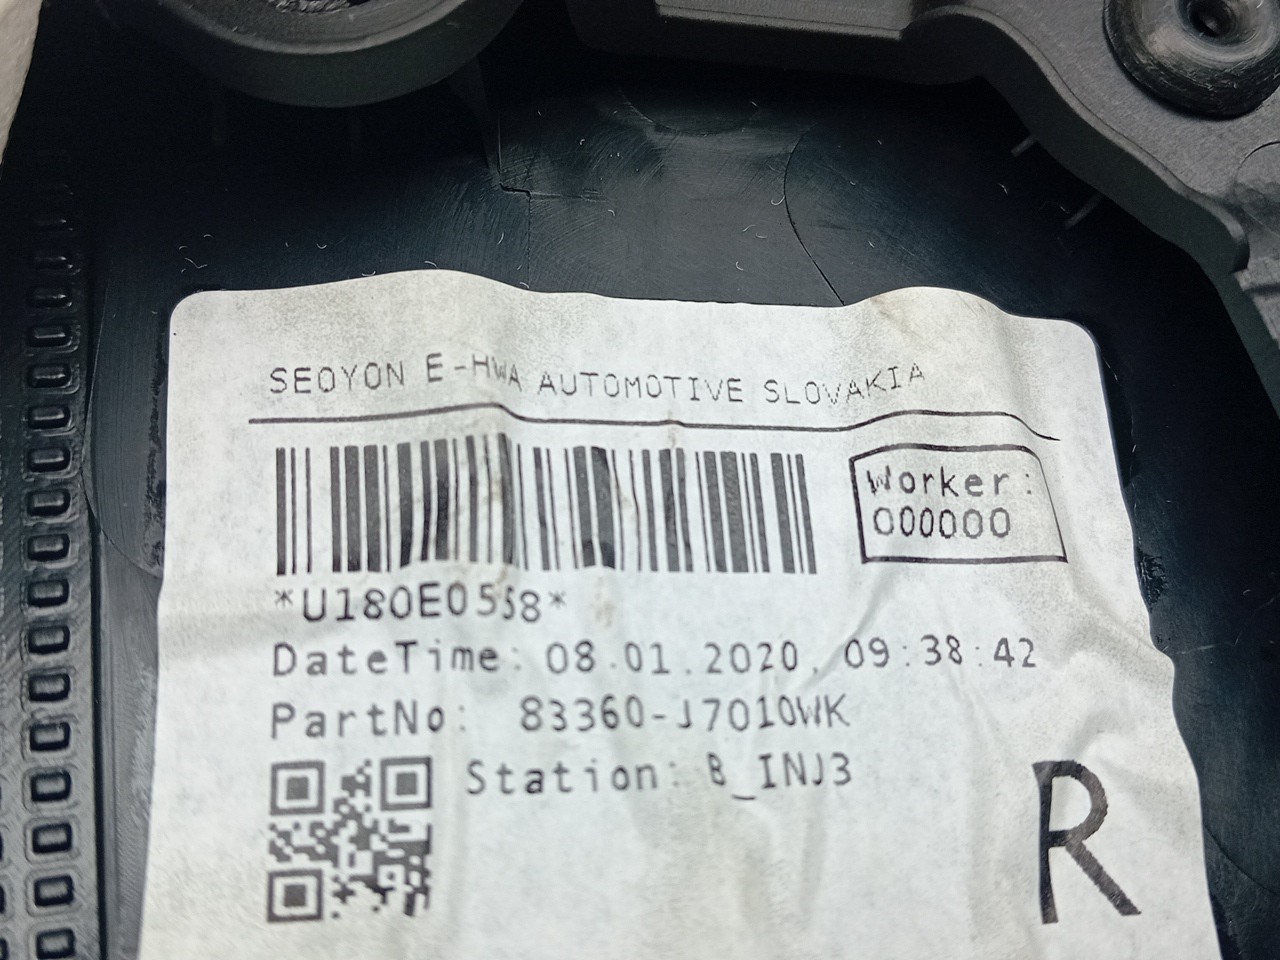 SEOYON E-HWA AUTOMOTIVE SLOVAKIA
Worker:
000000
*U180E0558*
DateTime: 08.01.2020, 09:38:42
PartNo: 83360-J7010WK
Station: B_INJ3
R